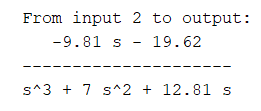 From input 2 to output:
-9.81 s - 19.62
----------------------
s^3 + 7 s^2 + 12.81 s